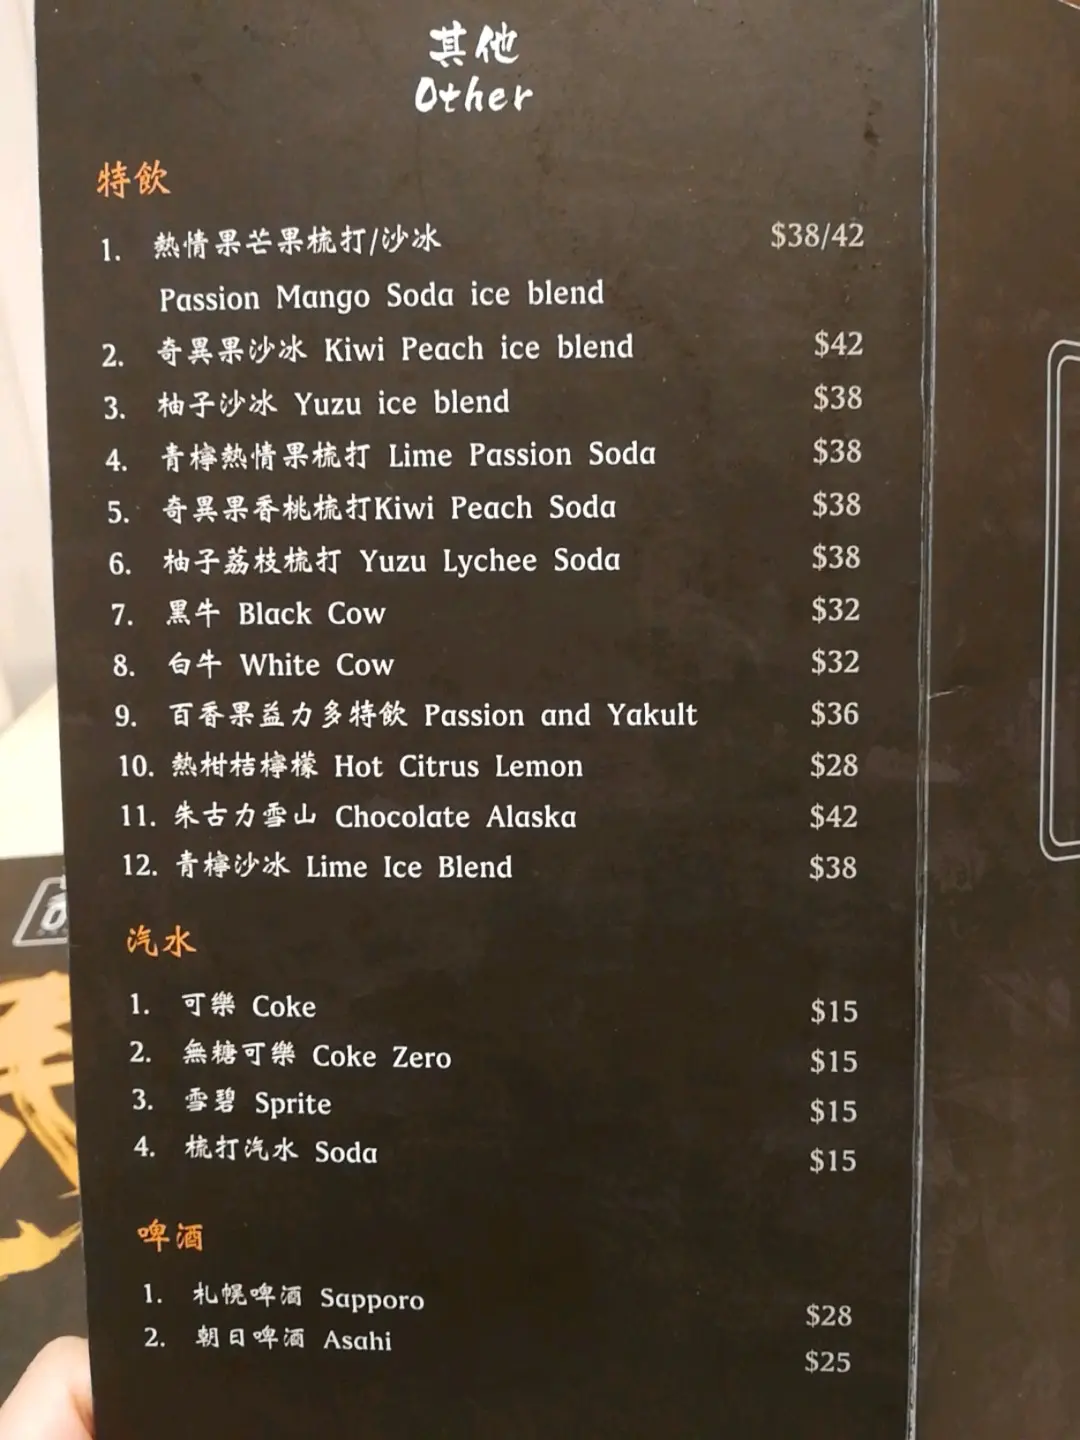 其他
Other
特飲
1. 熱情果芒果梳打/沙冰 $38/42
Passion Mango Soda ice blend
2. 奇異果沙冰 Kiwi Peach ice blend $42
3. 柚子沙冰 Yuzu ice blend $38
4. 青檸熱情果梳打 Lime Passion Soda $38
5. 奇異果香桃梳打Kiwi Peach Soda $38
6. 柚子荔枝梳打 Yuzu Lychee Soda $38
7. 黑牛 Black Cow $32
8. 白牛 White Cow $32
9. 百香果益力多特飲 Passion and Yakult $36
10. 熱柑桔檸檬 Hot Citrus Lemon $28
11. 朱古力雪山 Chocolate Alaska $42
12. 青檸沙冰 Lime Ice Blend $38
汽水
1. 可樂 Coke $15
2. 無糖可樂 Coke Zero $15
3. 雪碧 Sprite $15
4. 梳打汽水 Soda $15
啤酒
1. 札幌啤酒 Sapporo $28
2. 朝日啤酒 Asahi $25